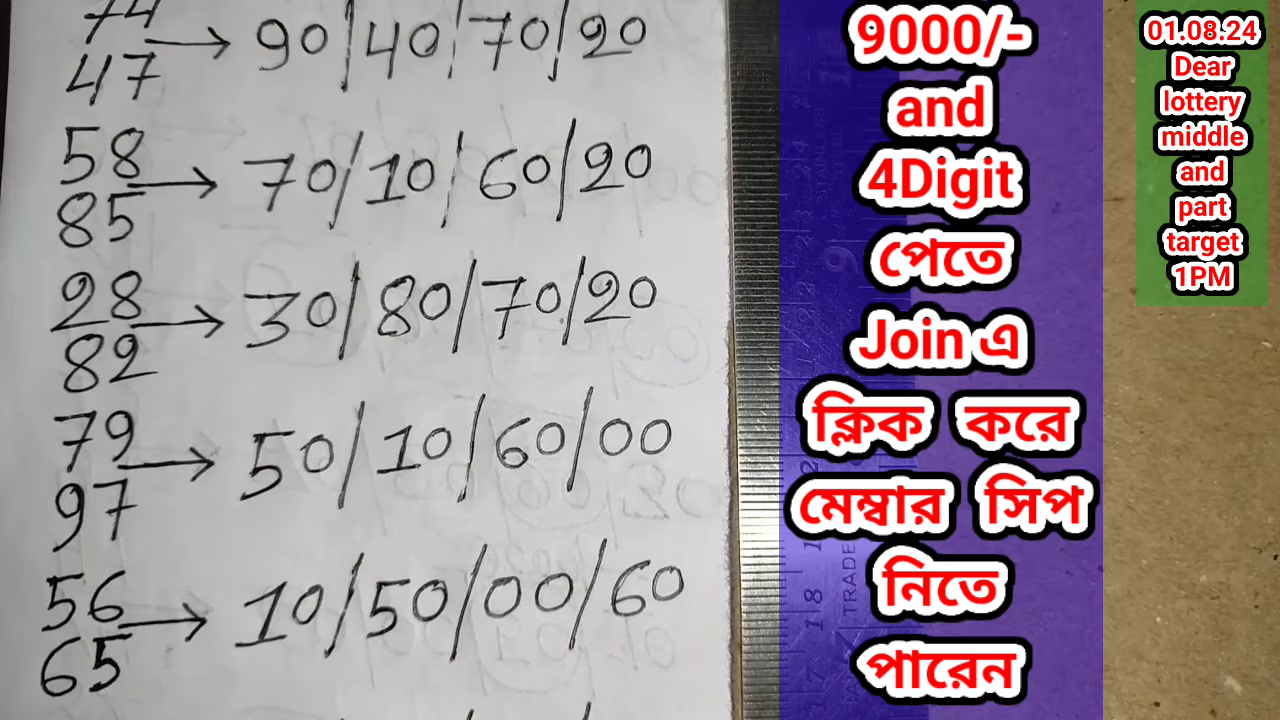 74
47 → 90/40/70/20
58
85 → 70/10/60/20
28
82 → 30/80/70/20
79
97 → 50/10/60/00
56
65 → 10/50/00/60
9000/-
and
4Digit
পেতে
Join এ
ক্লিক করে
মেম্বার সিপ
নিতে
পারেন
01.08.24
Dear
lottery
middle
and
part
target
1PM
TRADE